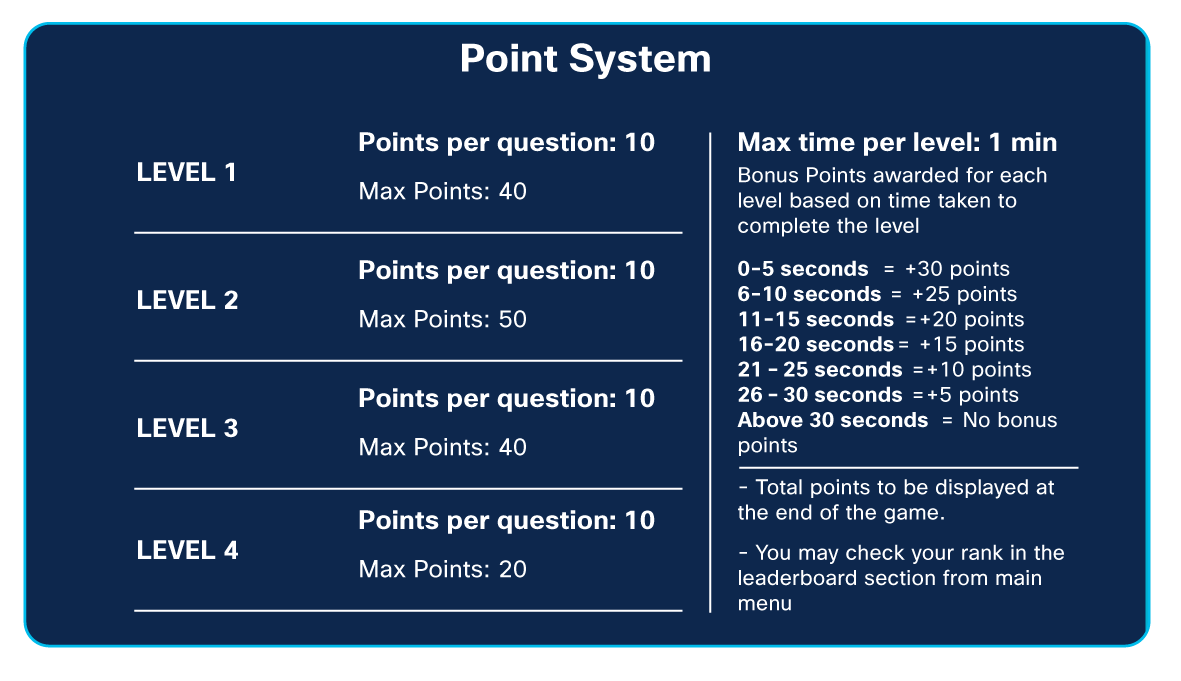 Point System
LEVEL 1
Points per question: 10
Max Points: 40
LEVEL 2
Points per question: 10
Max Points: 50
LEVEL 3
Points per question: 10
Max Points: 40
LEVEL 4
Points per question: 10
Max Points: 20
Max time per level: 1 min
Bonus Points awarded for each
level based on time taken to
complete the level
0-5 seconds = +30 points
6-10 seconds = +25 points
11-15 seconds =+20 points
16-20 seconds = +15 points
21 - 25 seconds =+10 points
26 - 30 seconds =+5 points
Above 30 seconds = No bonus
points
- Total points to be displayed at
the end of the game.
- You may check your rank in the
leaderboard section from main
menu